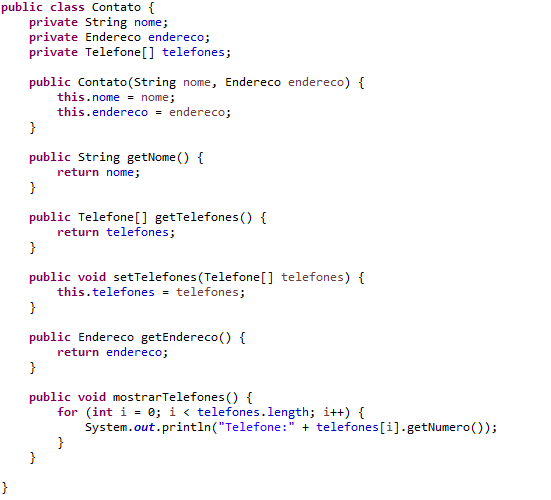 public class Contato {
    private String nome;
    private Endereco endereco;
    private Telefone[] telefones;

    public Contato(String nome, Endereco endereco) {
        this.nome = nome;
        this.endereco = endereco;
    }

    public String getNome() {
        return nome;
    }

    public Telefone[] getTelefones() {
        return telefones;
    }

    public void setTelefones(Telefone[] telefones) {
        this.telefones = telefones;
    }

    public Endereco getEndereco() {
        return endereco;
    }

    public void mostrarTelefones() {
        for (int i = 0; i < telefones.length; i++) {
            System.out.println("Telefone:" + telefones[i].getNumero());
        }
    }

}